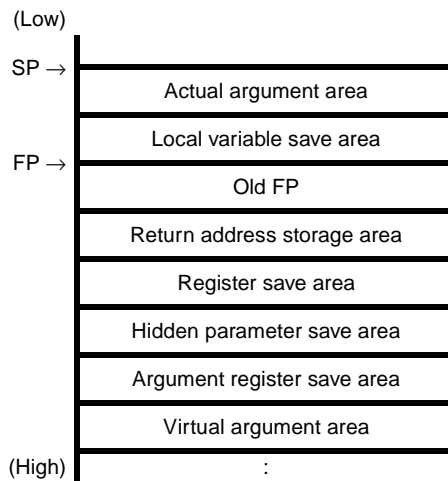 (Low)
SP →
Actual argument area
Local variable save area
FP →
Old FP
Return address storage area
Register save area
Hidden parameter save area
Argument register save area
Virtual argument area
(High)
: